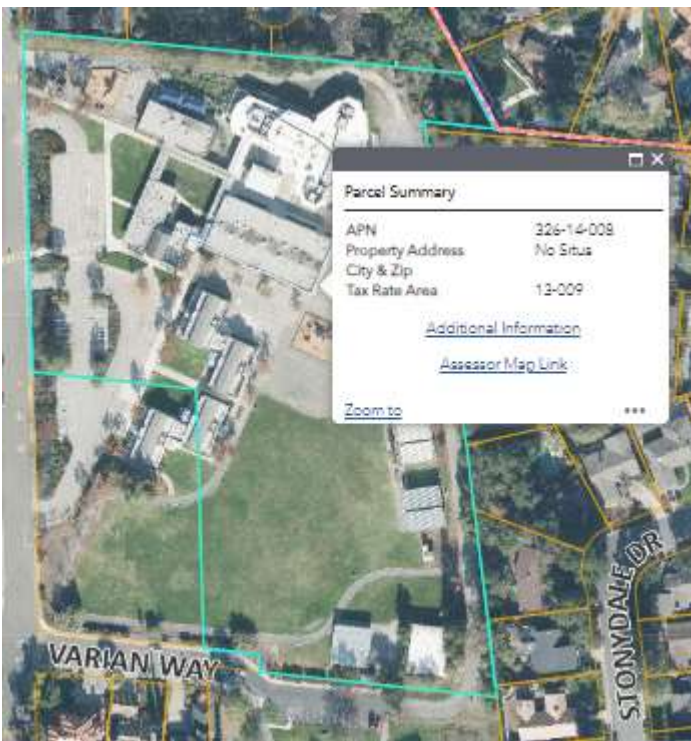 Parcel Summary
APN 326-14-008
Property Address No Situs
City & Zip
Tax Rate Area 13-009
Additional Information
Assessor Map Link
Zoom to
VARIAN WAY
STONYDALE DR